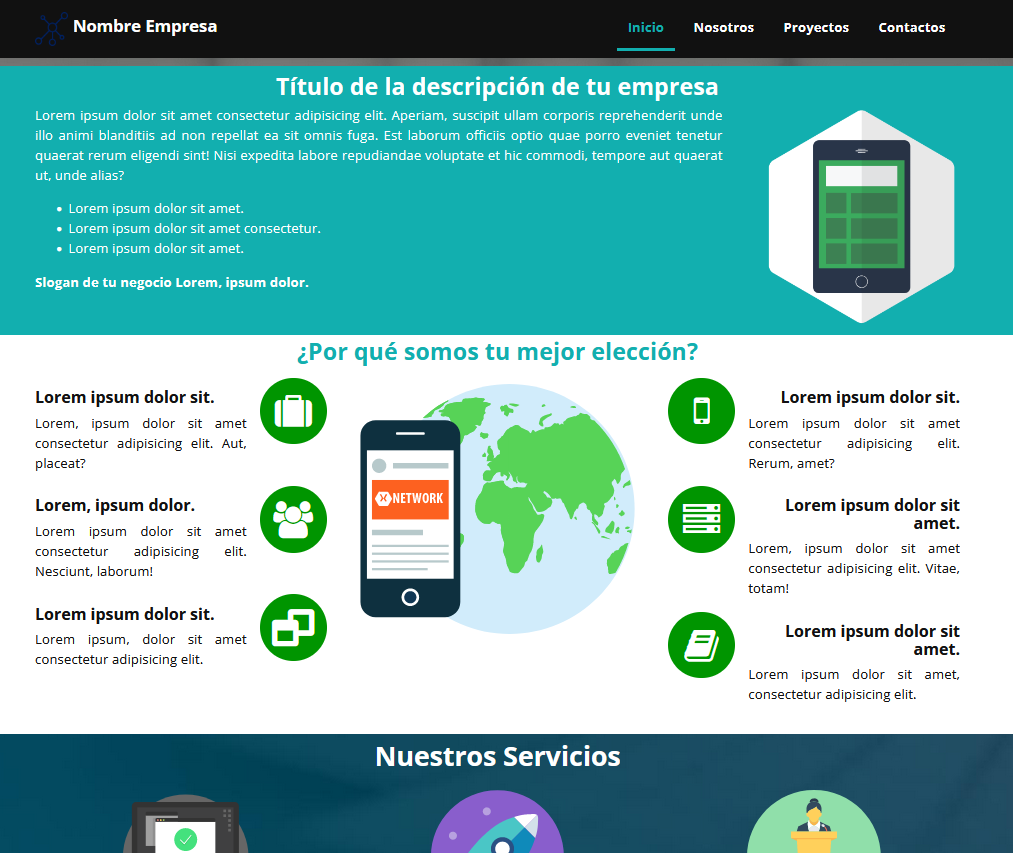 Nombre Empresa
Inicio Nosotros Proyectos Contactos
Título de la descripción de tu empresa
Lorem ipsum dolor sit amet consectetur adipisicing elit. Aperiam, suscipit ullam corporis reprehenderit unde
illo animi blanditiis ad non repellat ea sit omnis fuga. Est laborum officiis optio quae porro eveniet tenetur
quaerat rerum eligendi sint! Nisi expedita labore repudiandae voluptate et hic commodi, tempore aut quaerat
ut, unde alias?
• Lorem ipsum dolor sit amet.
• Lorem ipsum dolor sit amet consectetur.
• Lorem ipsum dolor sit amet.
Slogan de tu negocio Lorem, ipsum dolor.
¿Por qué somos tu mejor elección?
Lorem ipsum dolor sit.
Lorem, ipsum dolor sit amet
consectetur adipisicing elit. Aut,
placeat?
Lorem, ipsum dolor.
Lorem ipsum dolor sit amet
consectetur adipisicing elit.
Nesciunt, laborum!
Lorem ipsum dolor sit.
Lorem ipsum, dolor sit amet
consectetur adipisicing elit.
NETWORK
Lorem ipsum dolor sit.
Lorem ipsum dolor sit amet
consectetur adipisicing elit.
Rerum, amet?
Lorem ipsum dolor sit
amet.
Lorem, ipsum dolor sit amet
consectetur adipisicing elit. Vitae,
totam!
Lorem ipsum dolor sit
amet.
Lorem ipsum dolor sit amet,
consectetur adipisicing elit.
Nuestros Servicios